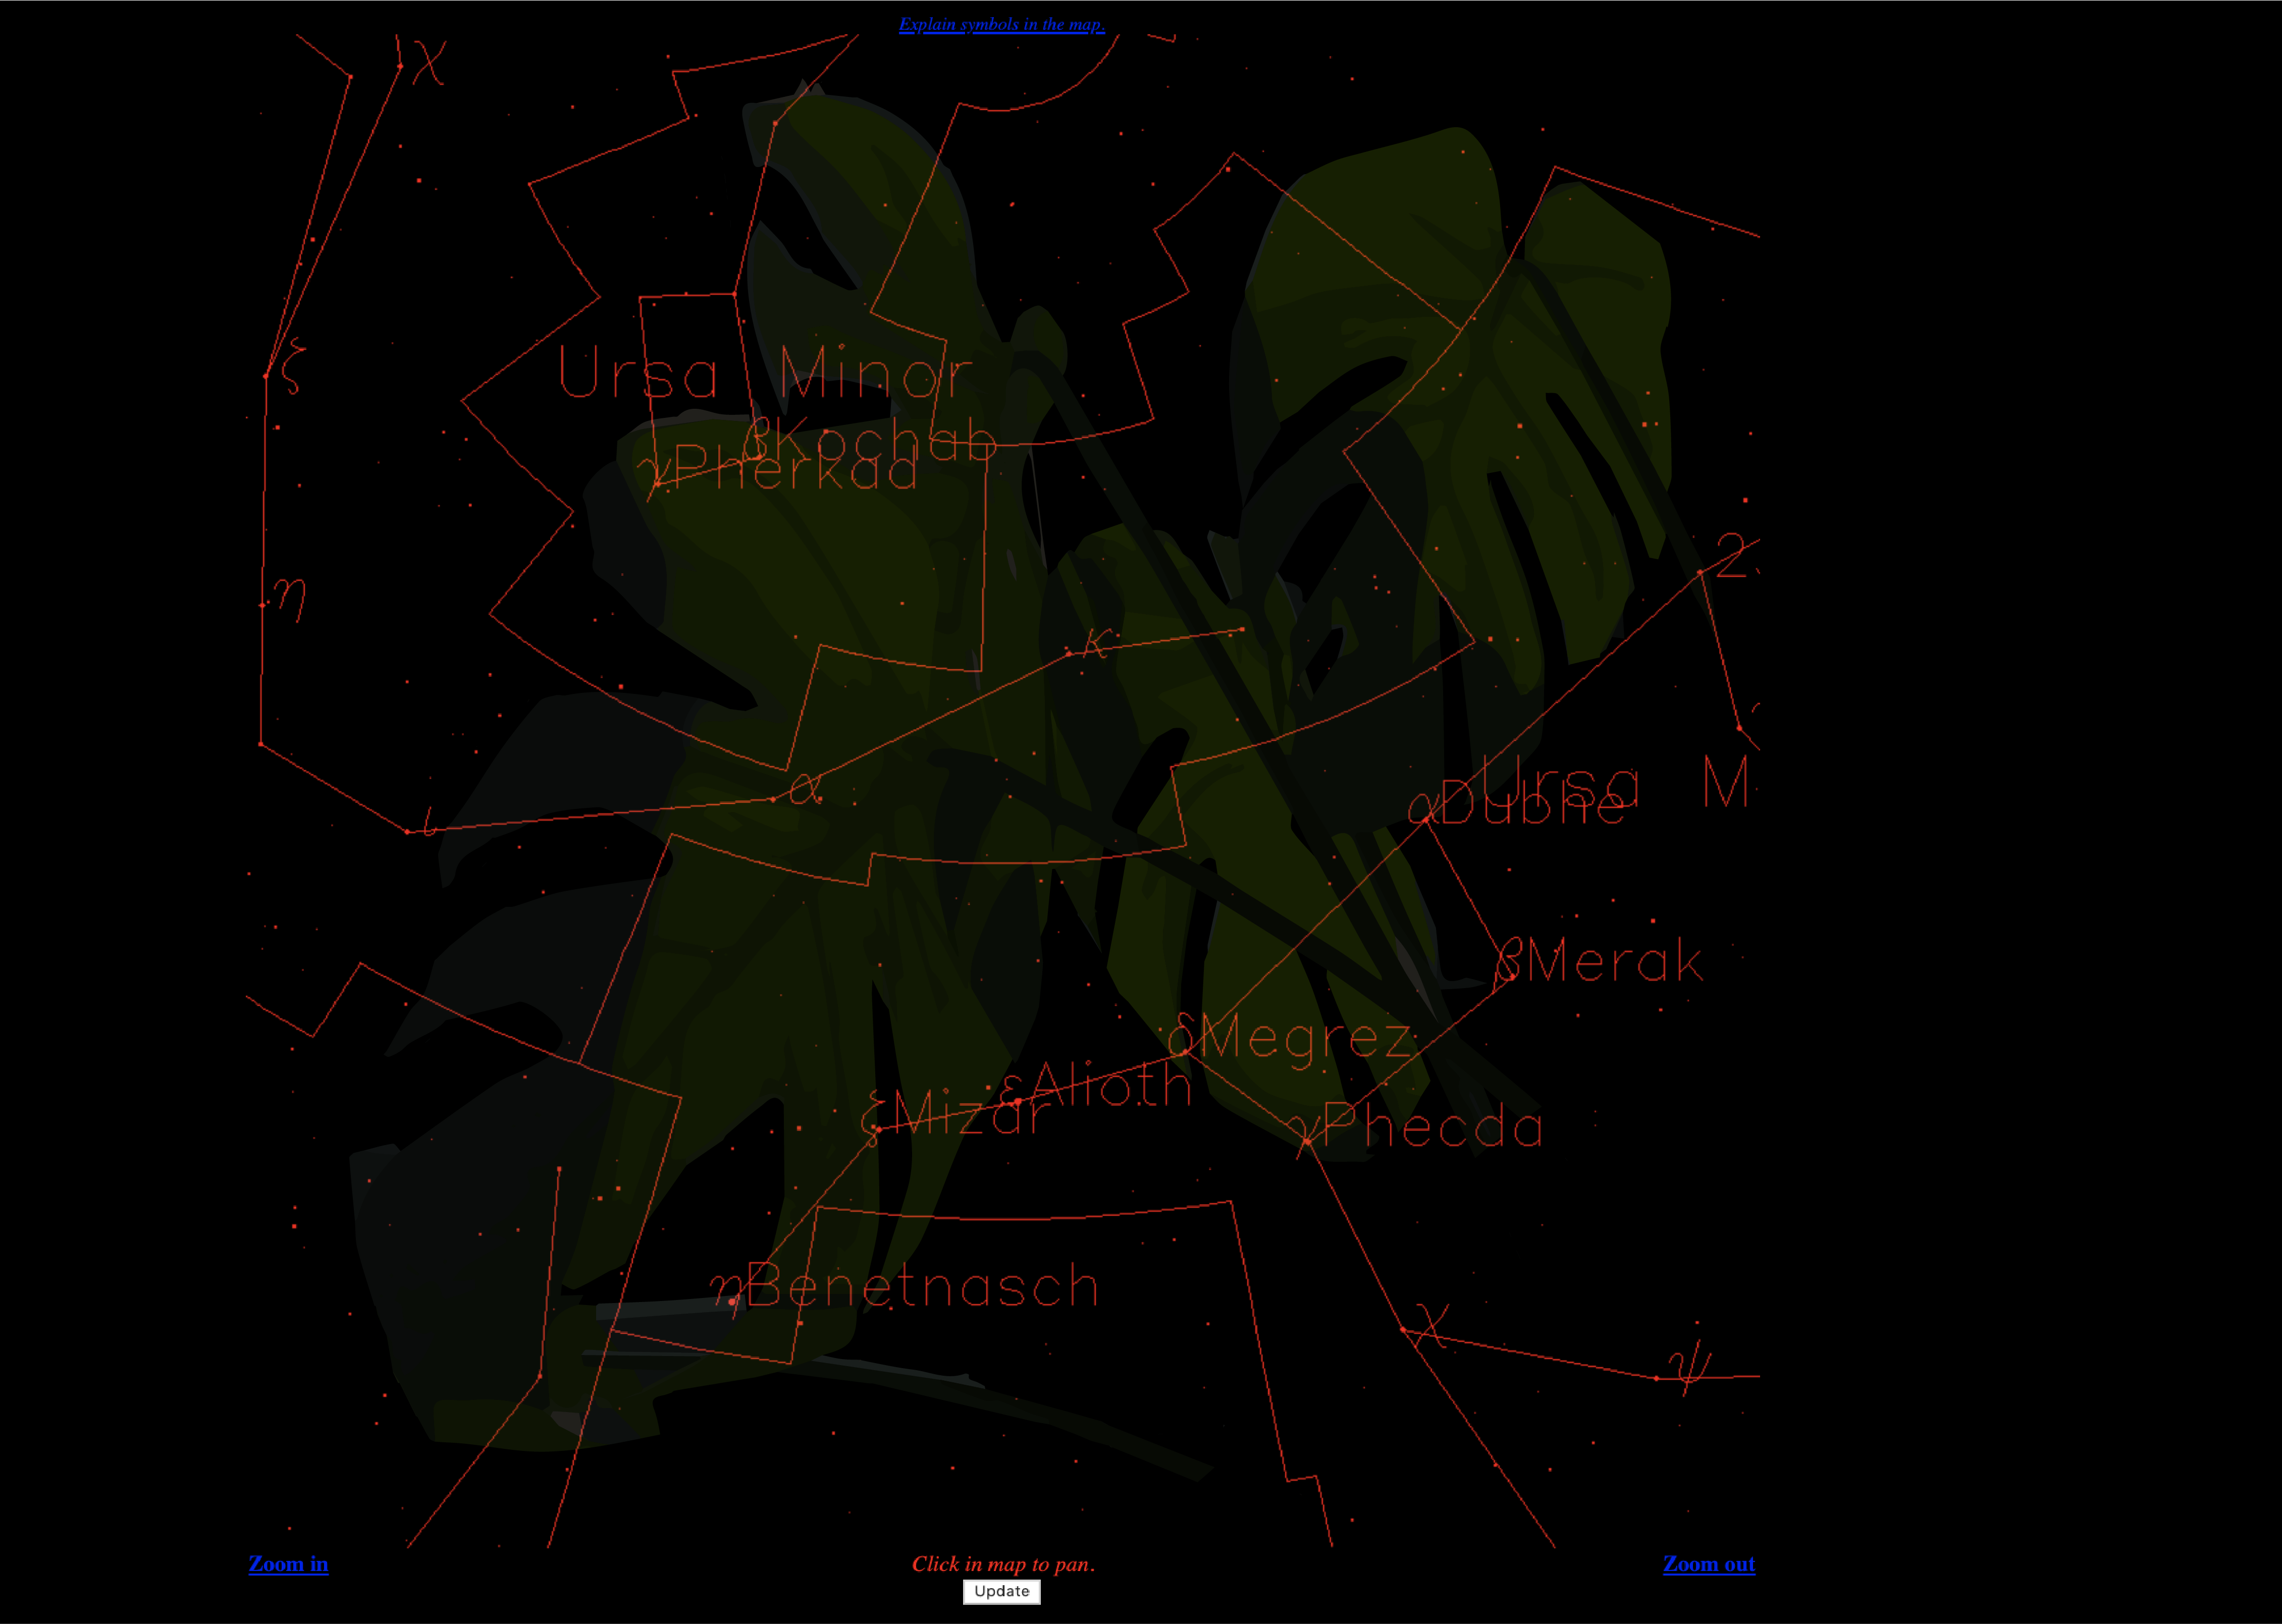 Explain symbols in the map.
χ
Ursa Minor
ζ
βKochab
γPherkad
2
η
κ
α
Ursa M
αDubhe
ι
βMerak
δMegrez
εAlioth
ζMizar
γPhecda
ηBenetnasch
χ
ψ
Zoom in
Click in map to pan.
Zoom out
Update